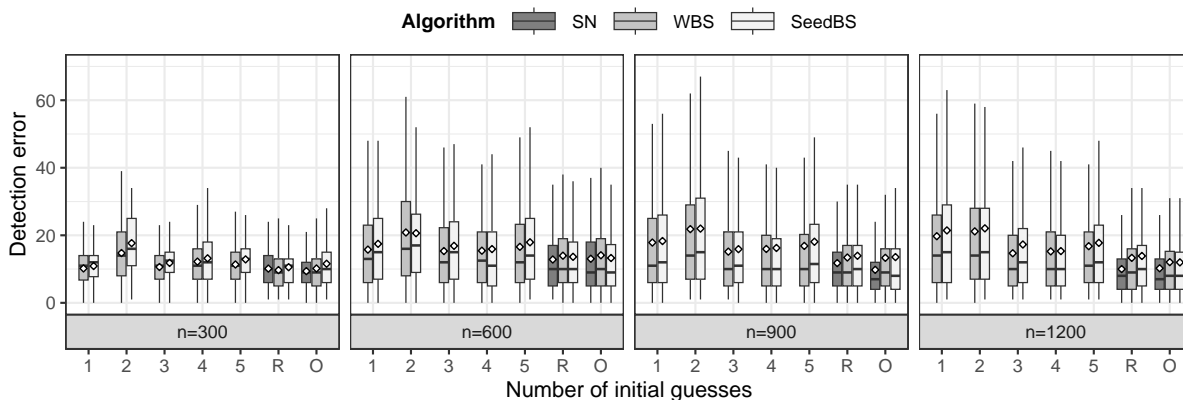 Algorithm SN WBS SeedBS
Detection error
60
40
20
0
n=300 n=600 n=900 n=1200
1 2 3 4 5 R O 1 2 3 4 5 R O 1 2 3 4 5 R O 1 2 3 4 5 R O
Number of initial guesses